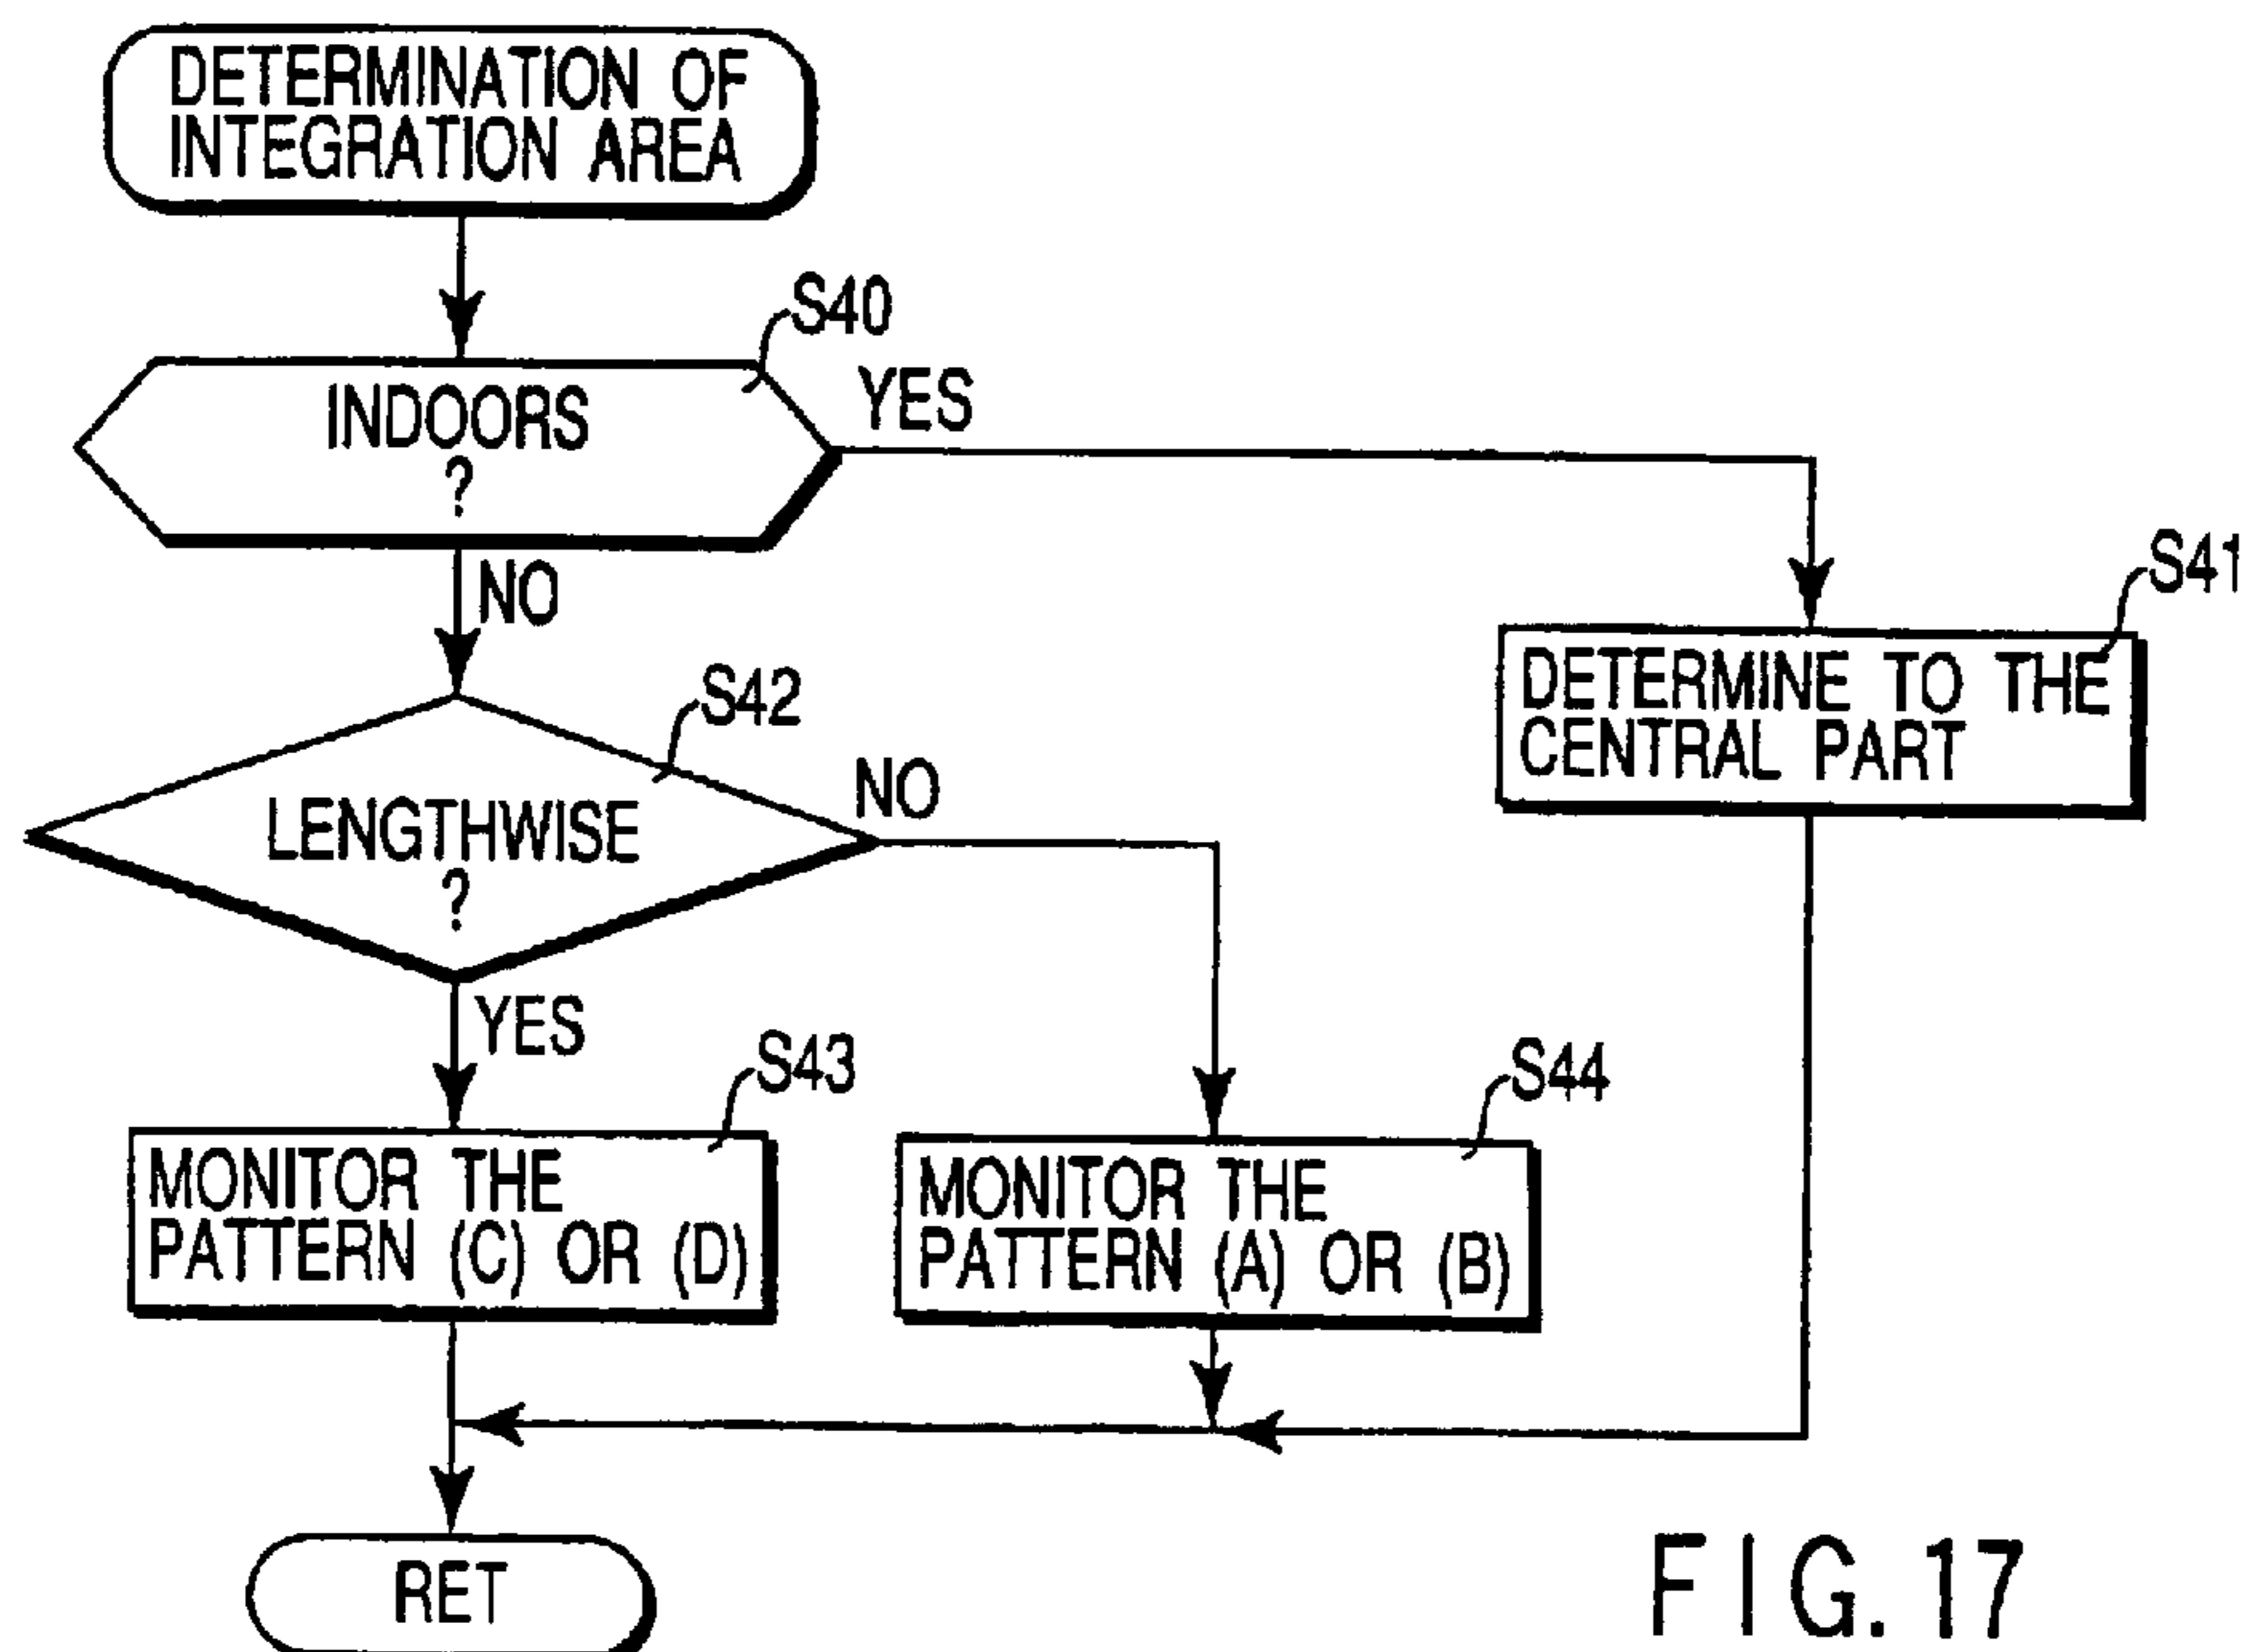 DETERMINATION OF
INTEGRATION AREA
S40
INDOORS
?
YES
NO
S41
DETERMINE TO THE
CENTRAL PART
S42
LENGTHWISE
?
NO
YES
S43
MONITOR THE
PATTERN (C) OR (D)
S44
MONITOR THE
PATTERN (A) OR (B)
RET
FIG. 17